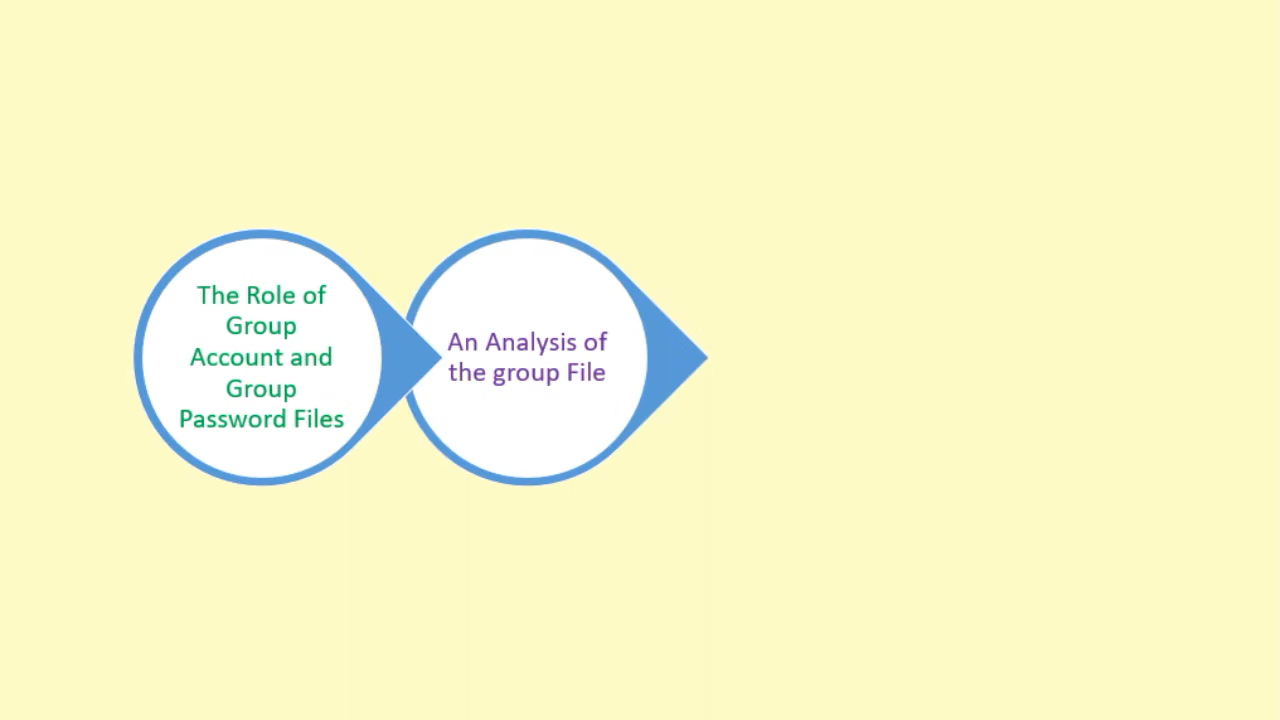 The Role of
Group
Account and
Group
Password Files
An Analysis of
the group File